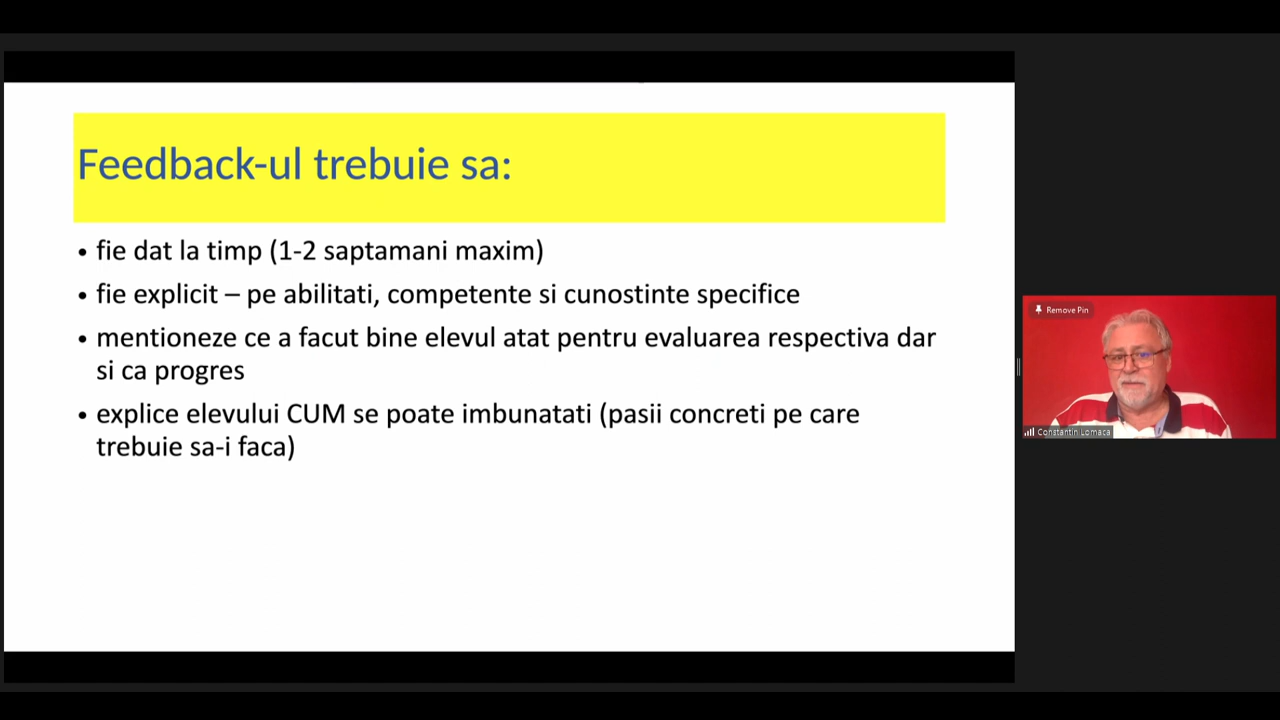 Feedback-ul trebuie sa:
• fie dat la timp (1-2 saptamani maxim)
• fie explicit – pe abilitati, competente si cunostinte specifice
• mentioneze ce a facut bine elevul atat pentru evaluarea respectiva dar
si ca progres
• explice elevului CUM se poate imbunatati (pasii concreti pe care
trebuie sa-i faca)
Remove Pin
Constantin Lomaca